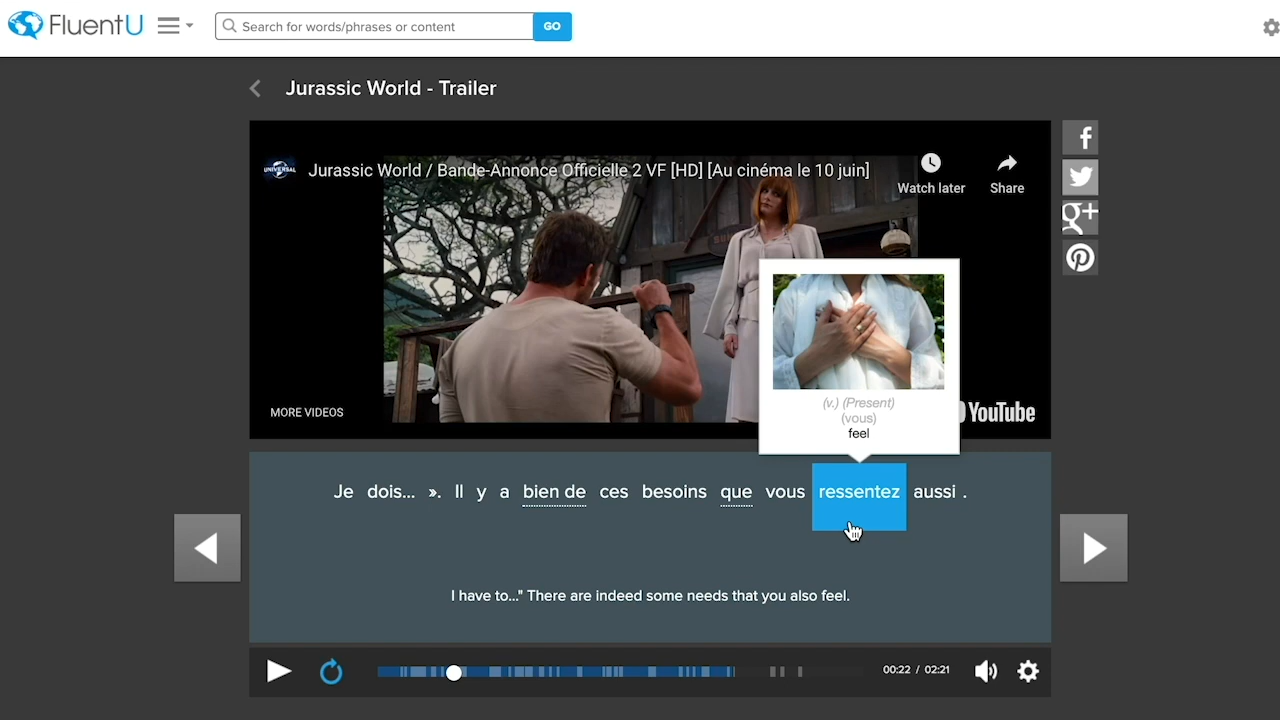 FluentU
Search for words/phrases or content
GO
Jurassic World - Trailer
UNIVERSAL
Jurassic World / Bande-Annonce Officielle 2 VF [HD] [Au cinéma le 10 juin]
Watch later
Share
f
g+
MORE VIDEOS
YouTube
(v.) (Present)
(vous)
feel
Je dois... ». Il y a bien de ces besoins que vous ressentez aussi .
I have to..." There are indeed some needs that you also feel.
00:22 / 02:21